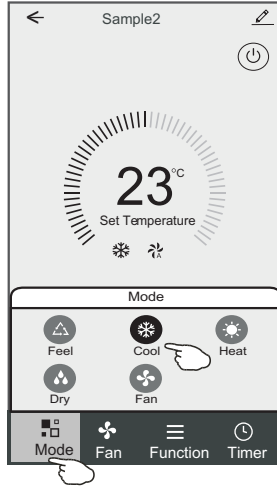 Sample2
23°C
Set Temperature
A
Mode
Feel Cool Heat
Dry Fan
Mode Fan Function Timer